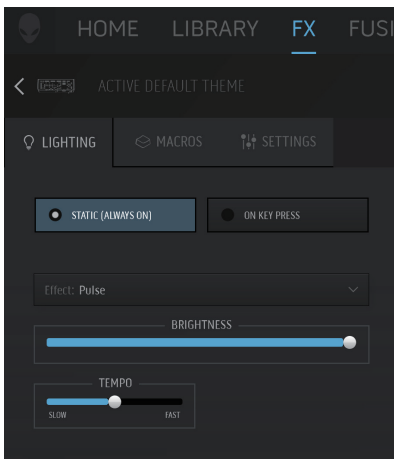 HOME LIBRARY FX FUSI
ACTIVE DEFAULT THEME
LIGHTING MACROS SETTINGS
STATIC (ALWAYS ON) ON KEY PRESS
Effect: Pulse
BRIGHTNESS
TEMPO
SLOW FAST